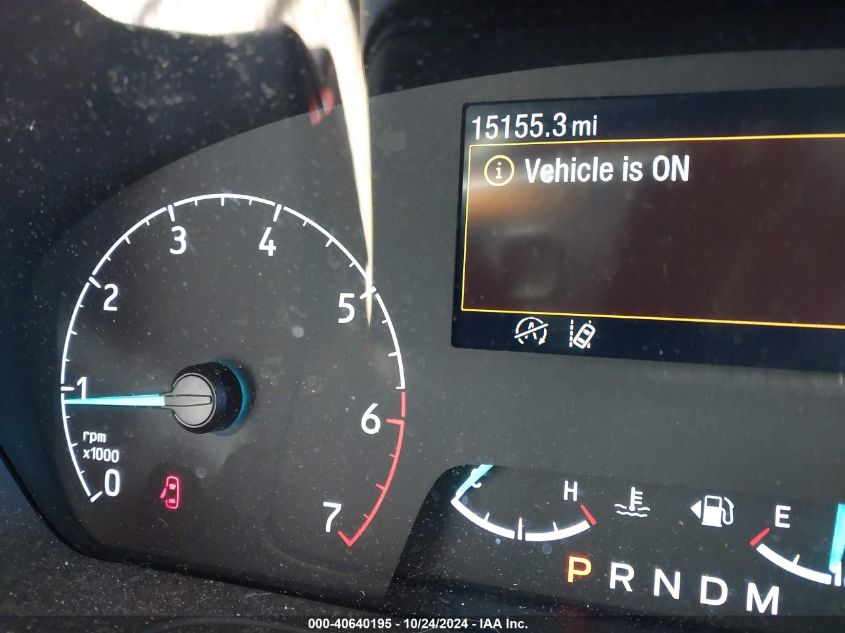 15155.3 mi
Vehicle is ON
A
1
2
3
4
5
6
7
0
rpm
x1000
H
E
P R N D M
000-40640195 - 10/24/2024 - IAA Inc.